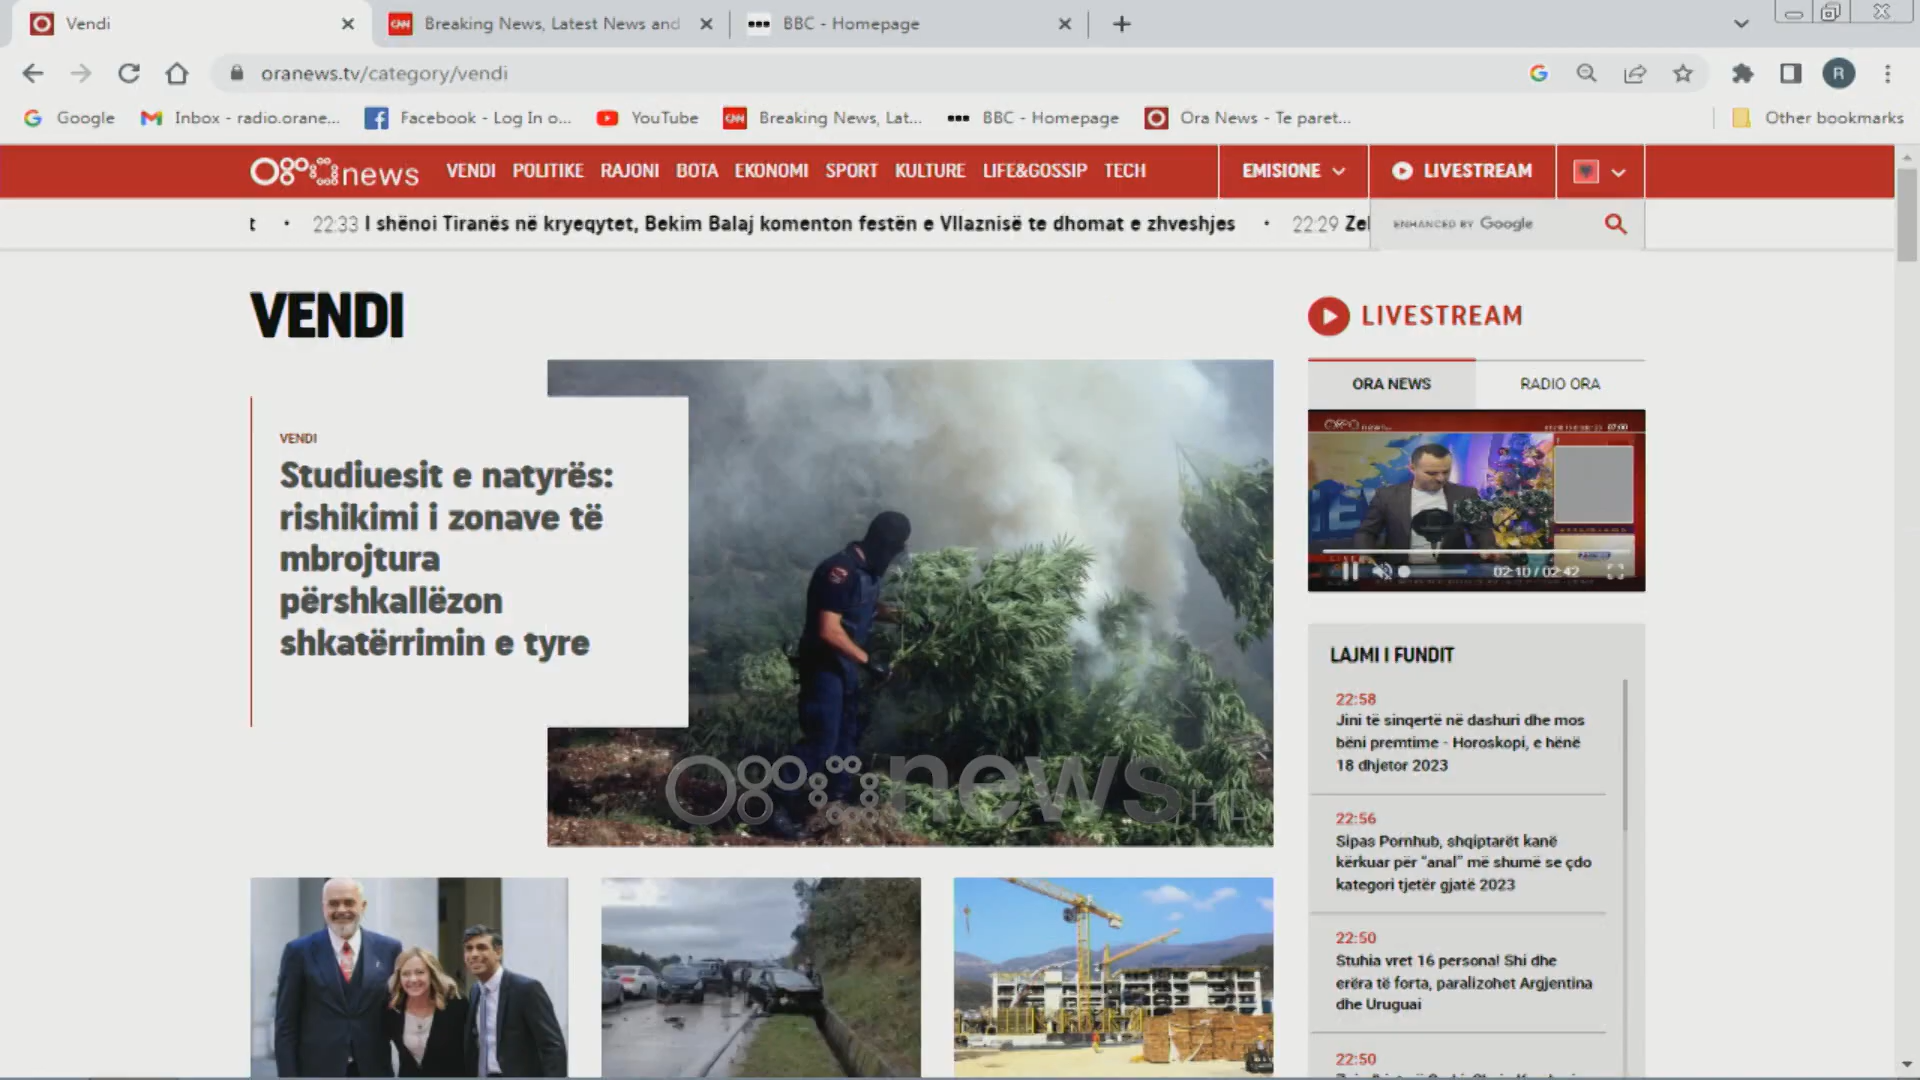 Vendi
Breaking News, Latest News and
BBC - Homepage
oranews.tv/category/vendi
R
Google
Inbox - radio.orane...
Facebook - Log In o...
YouTube
Breaking News, Lat...
BBC - Homepage
Ora News - Te paret...
Other bookmarks
news
VENDI POLITIKE RAJONI BOTA EKONOMI SPORT KULTURE LIFE&GOSSIP TECH
EMISIONE
LIVESTREAM
t · 22:33 I shënoi Tiranës në kryeqytet, Bekim Balaj komenton festën e Vllaznisë te dhomat e zhveshjes · 22:29 Zel
ENHANCED BY Google
VENDI
LIVESTREAM
ORA NEWS
RADIO ORA
VENDI
Studiuesit e natyrës:
rishikimi i zonave të
mbrojtura
përshkallëzon
shkatërrimin e tyre
news HD
07:00
02:10 / 02:42
LAJMI I FUNDIT
22:58
Jini të sinqertë në dashuri dhe mos
bëni premtime - Horoskopi, e hënë
18 dhjetor 2023
22:56
Sipas Pornhub, shqiptarët kanë
kërkuar për "anal" më shumë se çdo
kategori tjetër gjatë 2023
22:50
Stuhia vret 16 persona! Shi dhe
erëra të forta, paralizohet Argjentina
dhe Uruguai
22:50